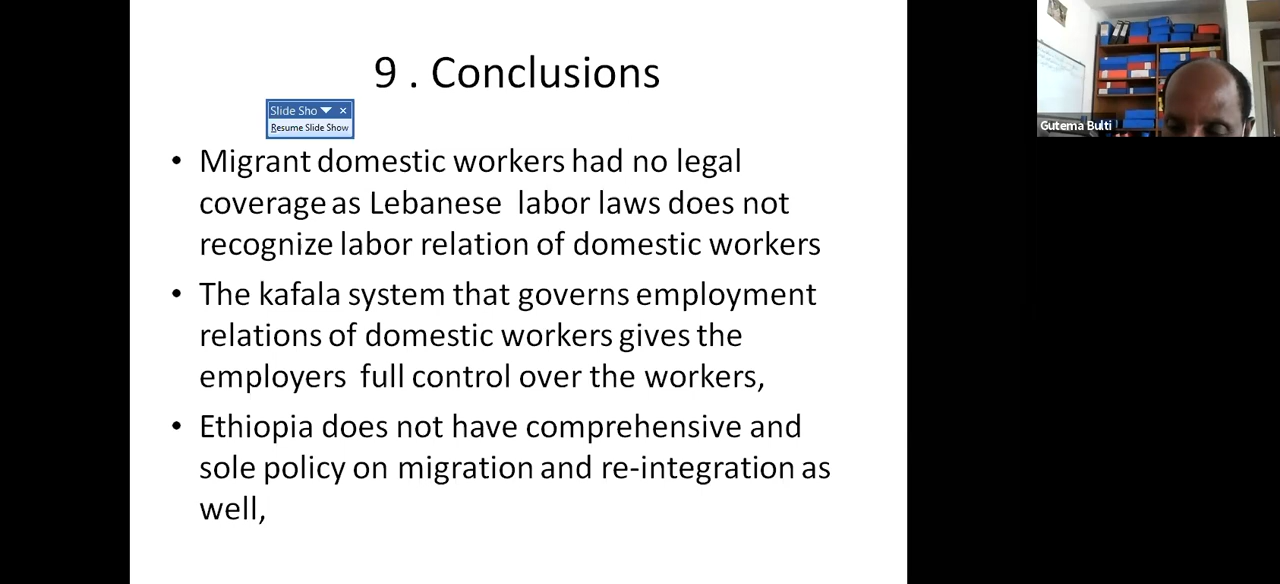 9 . Conclusions
Slide Sho
Resume Slide Show
• Migrant domestic workers had no legal
coverage as Lebanese labor laws does not
recognize labor relation of domestic workers
• The kafala system that governs employment
relations of domestic workers gives the
employers full control over the workers,
• Ethiopia does not have comprehensive and
sole policy on migration and re-integration as
well,
Gutema Bulti